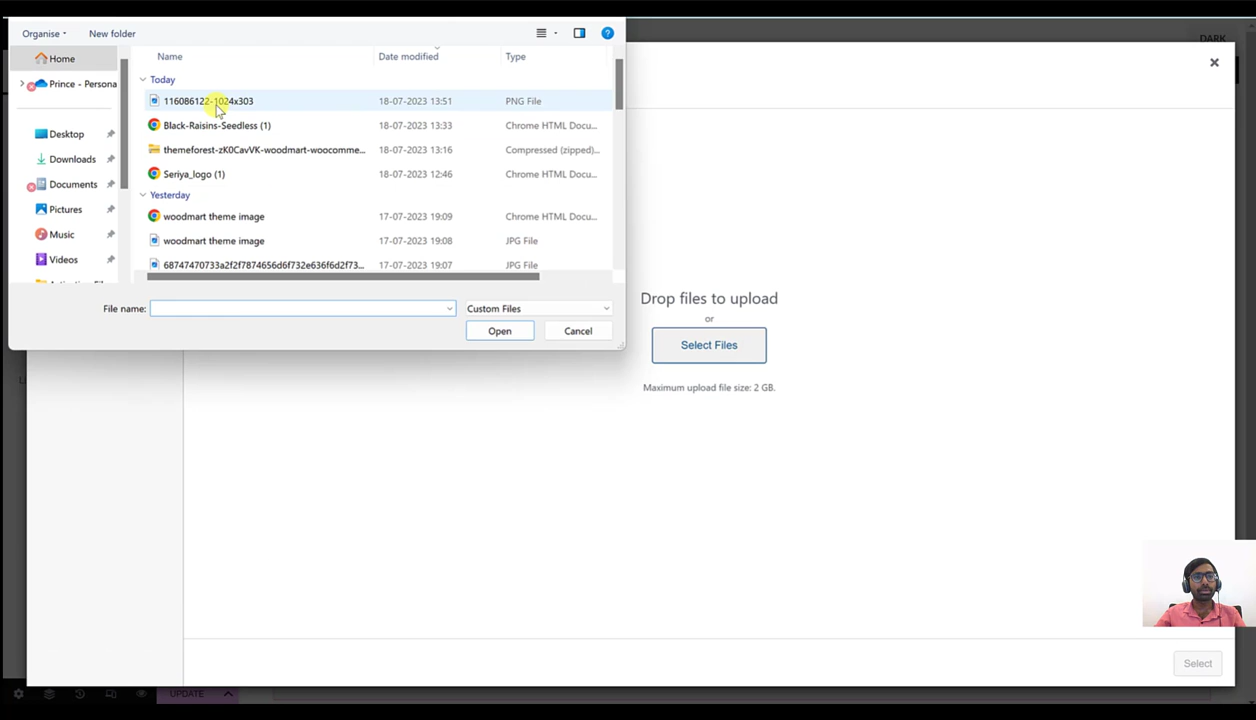 DARK
Organise
New folder
Name
Date modified
Type
Home
Today
Prince - Persona
116086122-1024x303
18-07-2023 13:51
PNG File
Black-Raisins-Seedless (1)
18-07-2023 13:33
Chrome HTML Docu...
Desktop
themeforest-zK0CavVK-woodmart-woocomme...
18-07-2023 13:16
Compressed (zipped)...
Downloads
Seriya_logo (1)
18-07-2023 12:46
Chrome HTML Docu...
Documents
Yesterday
Pictures
woodmart theme image
17-07-2023 19:09
Chrome HTML Docu...
Music
woodmart theme image
17-07-2023 19:08
JPG File
Videos
68747470733a2f2f7874656d6f732e636f6d2f73...
17-07-2023 19:07
JPG File
File name:
Custom Files
Open
Cancel
Drop files to upload
or
Select Files
Maximum upload file size: 2 GB.
Select
UPDATE